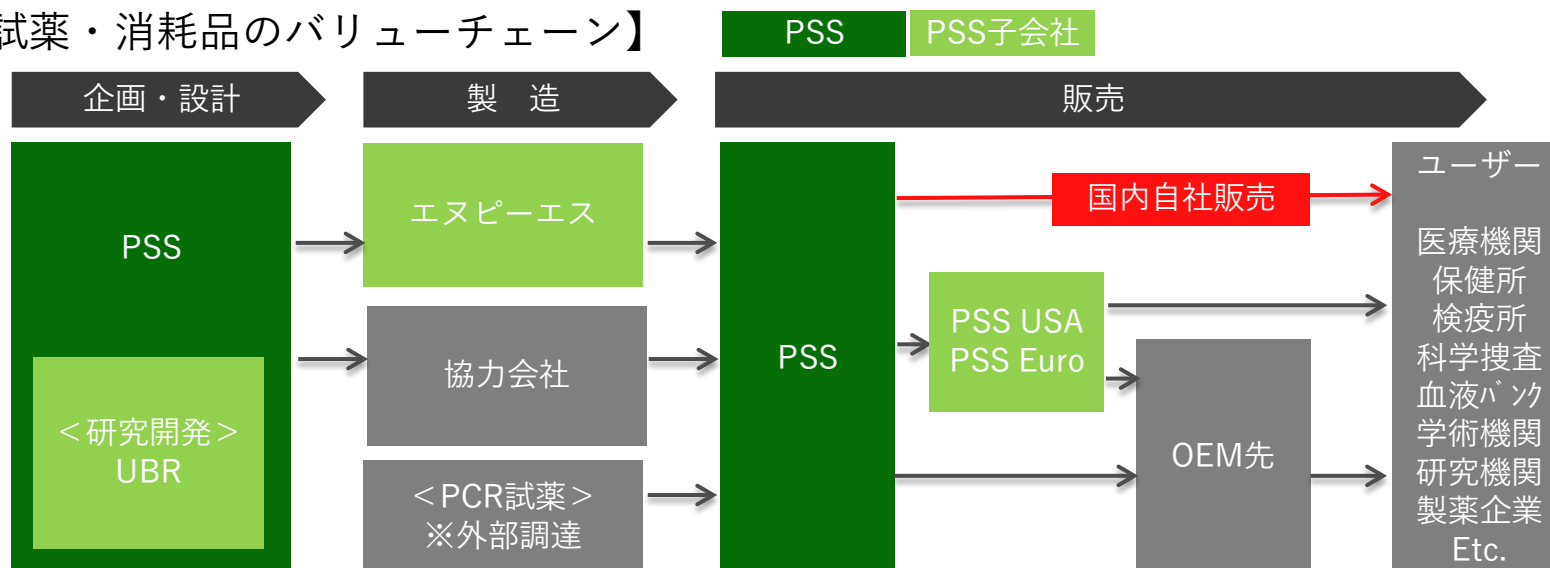 試薬・消耗品のバリューチェーン】
PSS
PSS子会社
企画・設計
製 造
販売
PSS
＜研究開発＞
UBR
エヌピーエス
協力会社
＜PCR試薬＞
※外部調達
PSS
国内自社販売
PSS USA
PSS Euro
OEM先
ユーザー
医療機関
保健所
検疫所
科学捜査
血液ﾊﾞﾝｸ
学術機関
研究機関
製薬企業
Etc.